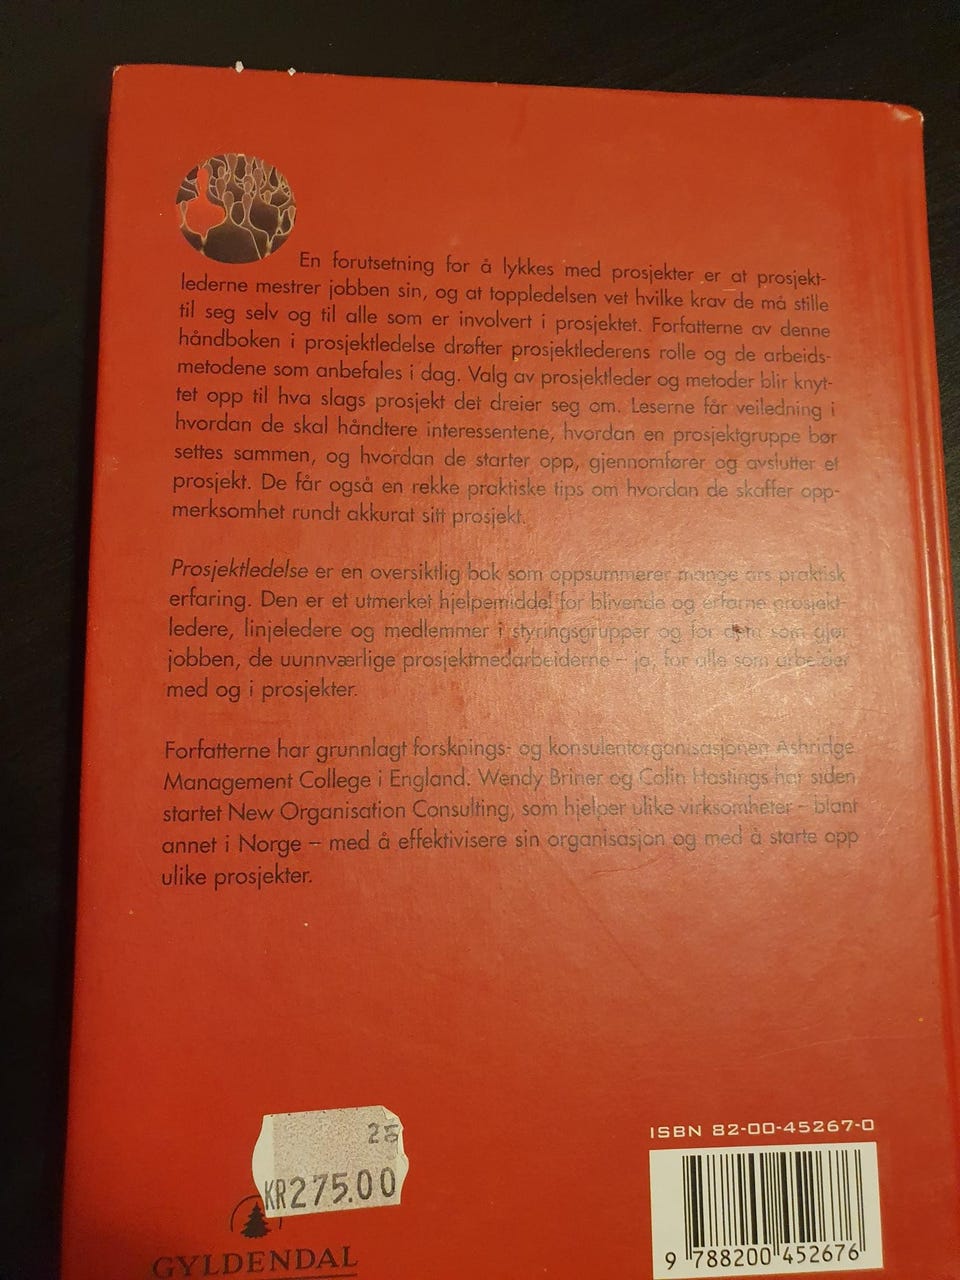 En forutsetning for å lykkes med prosjekter er at prosjekt-
lederne mestrer jobben sin, og at toppledelsen vet hvilke krav de må stille
til seg selv og til alle som er involvert i prosjektet. Forfatterne av denne
håndboken i prosjektledelse drøfter prosjektlederens rolle og de arbeids-
metodene som anbefales i dag. Valg av prosjektleder og metoder blir knyt-
tet opp til hva slags prosjekt det dreier seg om. Leserne får veiledning i
hvordan de skal håndtere interessentene, hvordan en prosjektgruppe bør
settes sammen, og hvordan de starter opp, gjennomfører og avslutter et
prosjekt. De får også en rekke praktiske tips om hvordan de skaffer opp-
merksomhet rundt akkurat sitt prosjekt.
Prosjektledelse er en oversiktlig bok som oppsummerer mange års praktisk
erfaring. Den er et utmerket hjelpemiddel for blivende og erfarne prosjekt-
ledere, linjeledere og medlemmer i styringsgrupper og for dem som gjør
jobben, de uunnværlige prosjektmedarbeiderne – ja, for alle som arbeider
med og i prosjekter.
Forfatterne har grunnlagt forsknings- og konsulentorganisasjonen Ashridge
Management College i England. Wendy Briner og Colin Hastings har siden
startet New Organisation Consulting, som hjelper ulike virksomheter – blant
annet i Norge – med å effektivisere sin organisasjon og med å starte opp
ulike prosjekter.
ISBN 82-00-45267-0
25
KR275.00
GYLDENDAL
9 788200 452676